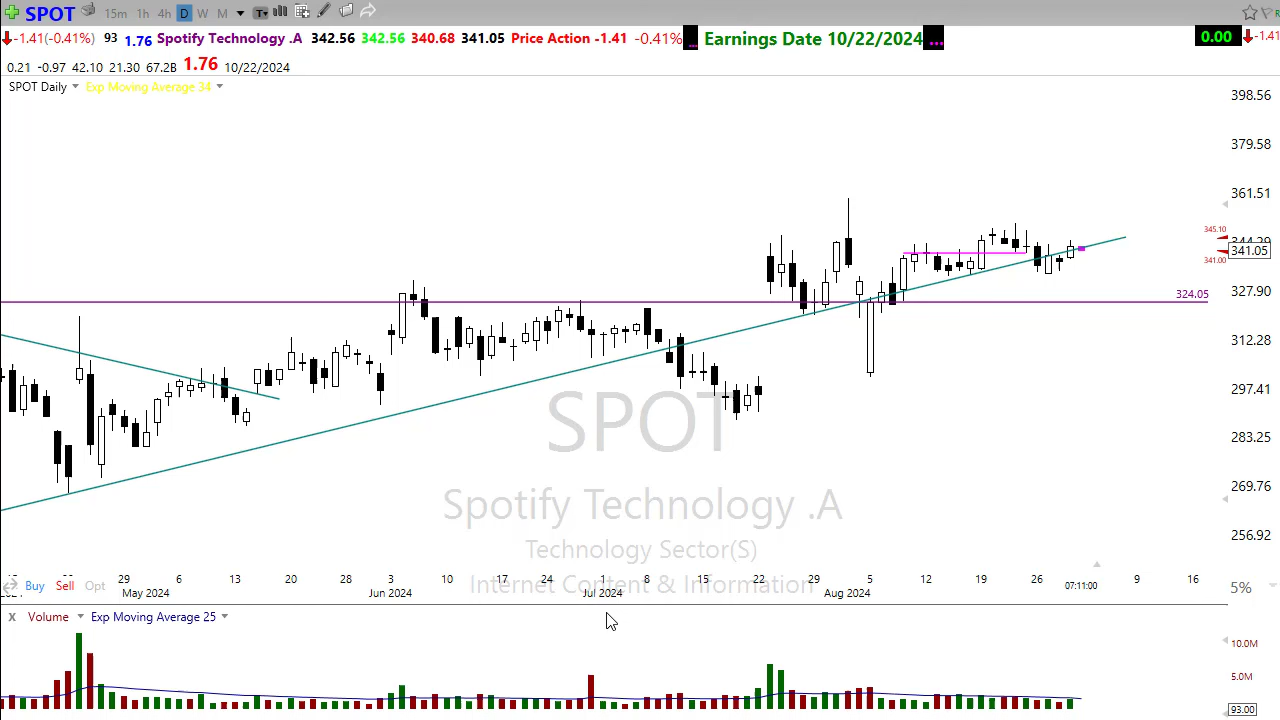 SPOT 15m 1h 4h D W M T
-1.41(-0.41%) 93 1.76 Spotify Technology .A 342.56 342.56 340.68 341.05 Price Action -1.41 -0.41% ... Earnings Date 10/22/2024 ... 0.00 -1.41
0.21 -0.97 42.10 21.30 67.2B 1.76 10/22/2024
SPOT Daily Exp Moving Average 34
398.56
379.58
361.51
345.10
341.05
341.00
324.05
327.90
312.28
297.41
283.25
269.76
256.92
SPOT
Spotify Technology .A
Technology Sector(S)
Internet Content & Information
29 6 13 20 28 3 10 17 24 1 8 15 22 29 5 12 19 26 07:11:00 9 16
Buy Sell Opt 5%
May 2024 Jun 2024 Jul 2024 Aug 2024
X Volume Exp Moving Average 25
10.0M
5.0M
93.00